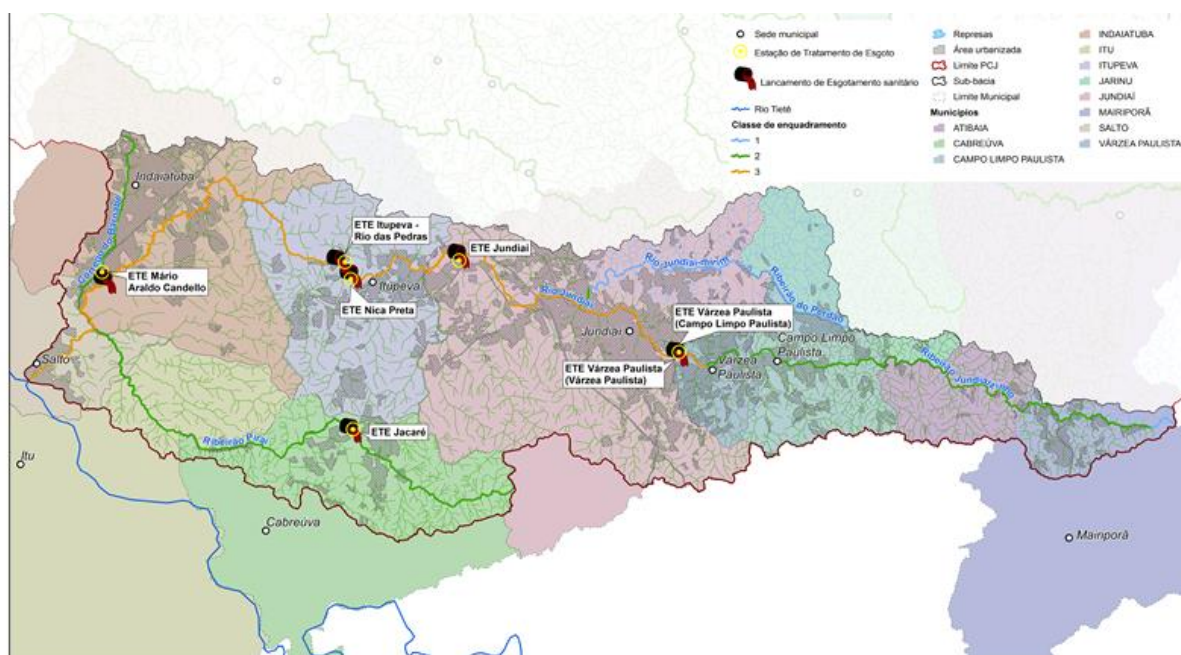 Sede municipal
Estação de Tratamento de Esgoto
Lancamento de Esgotamento sanitário
Rio Tietê
Classe de enquadramento
1
2
3
Represas
Área urbanizada
Limite PCJ
Sub-bacia
Limite Municipal
Municípios
ATIBAIA
CABREÚVA
CAMPO LIMPO PAULISTA
INDAIATUBA
ITU
ITUPEVA
JARINU
JUNDIAÍ
MAIRIPORÃ
SALTO
VÁRZEA PAULISTA
Indaiatuba
ETE Itupeva -
Rio das Pedras
ETE Jundiaí
ETE Mário
Araldo Candello
Itupeva
ETE Nica Preta
Rio Jundiaí-mirim
Ribeirão do Perdão
Rio Jundiaí
ETE Várzea Paulista
(Campo Limpo Paulista)
Jundiaí
Campo Limpo
Paulista
ETE Várzea Paulista
(Várzea Paulista)
Várzea
Paulista
Salto
Ribeirão Piraí
ETE Jacaré
Itu
Cabreúva
Mairiporã